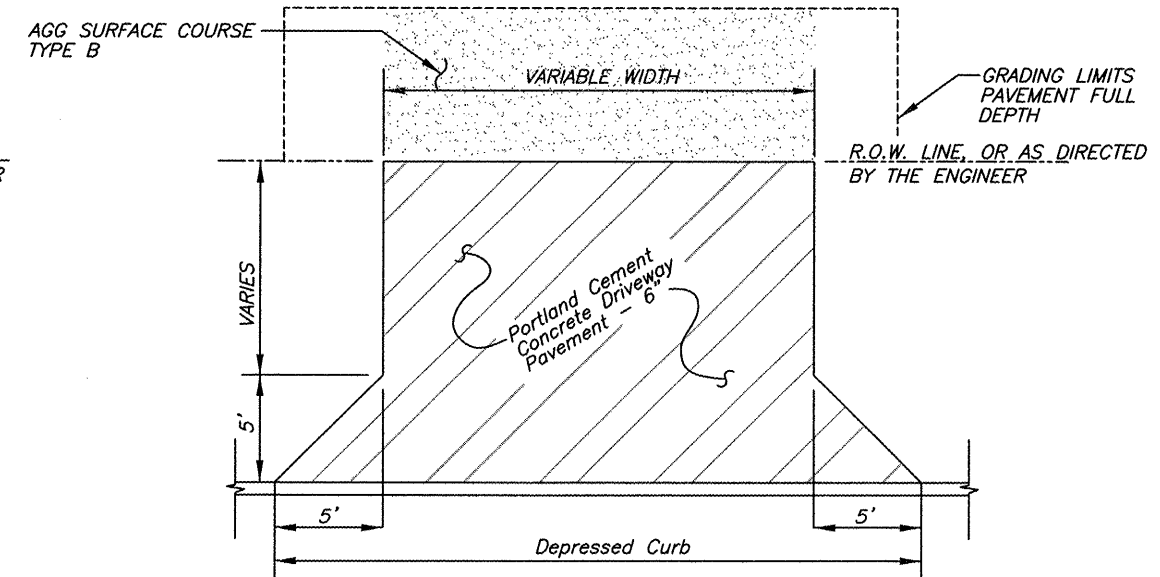 AGG SURFACE COURSE
TYPE B
VARIABLE WIDTH
GRADING LIMITS
PAVEMENT FULL
DEPTH
R.O.W. LINE, OR AS DIRECTED
BY THE ENGINEER
VARIES
Portland Cement
Concrete Driveway
Pavement - 6"
5'
5'
5'
Depressed Curb